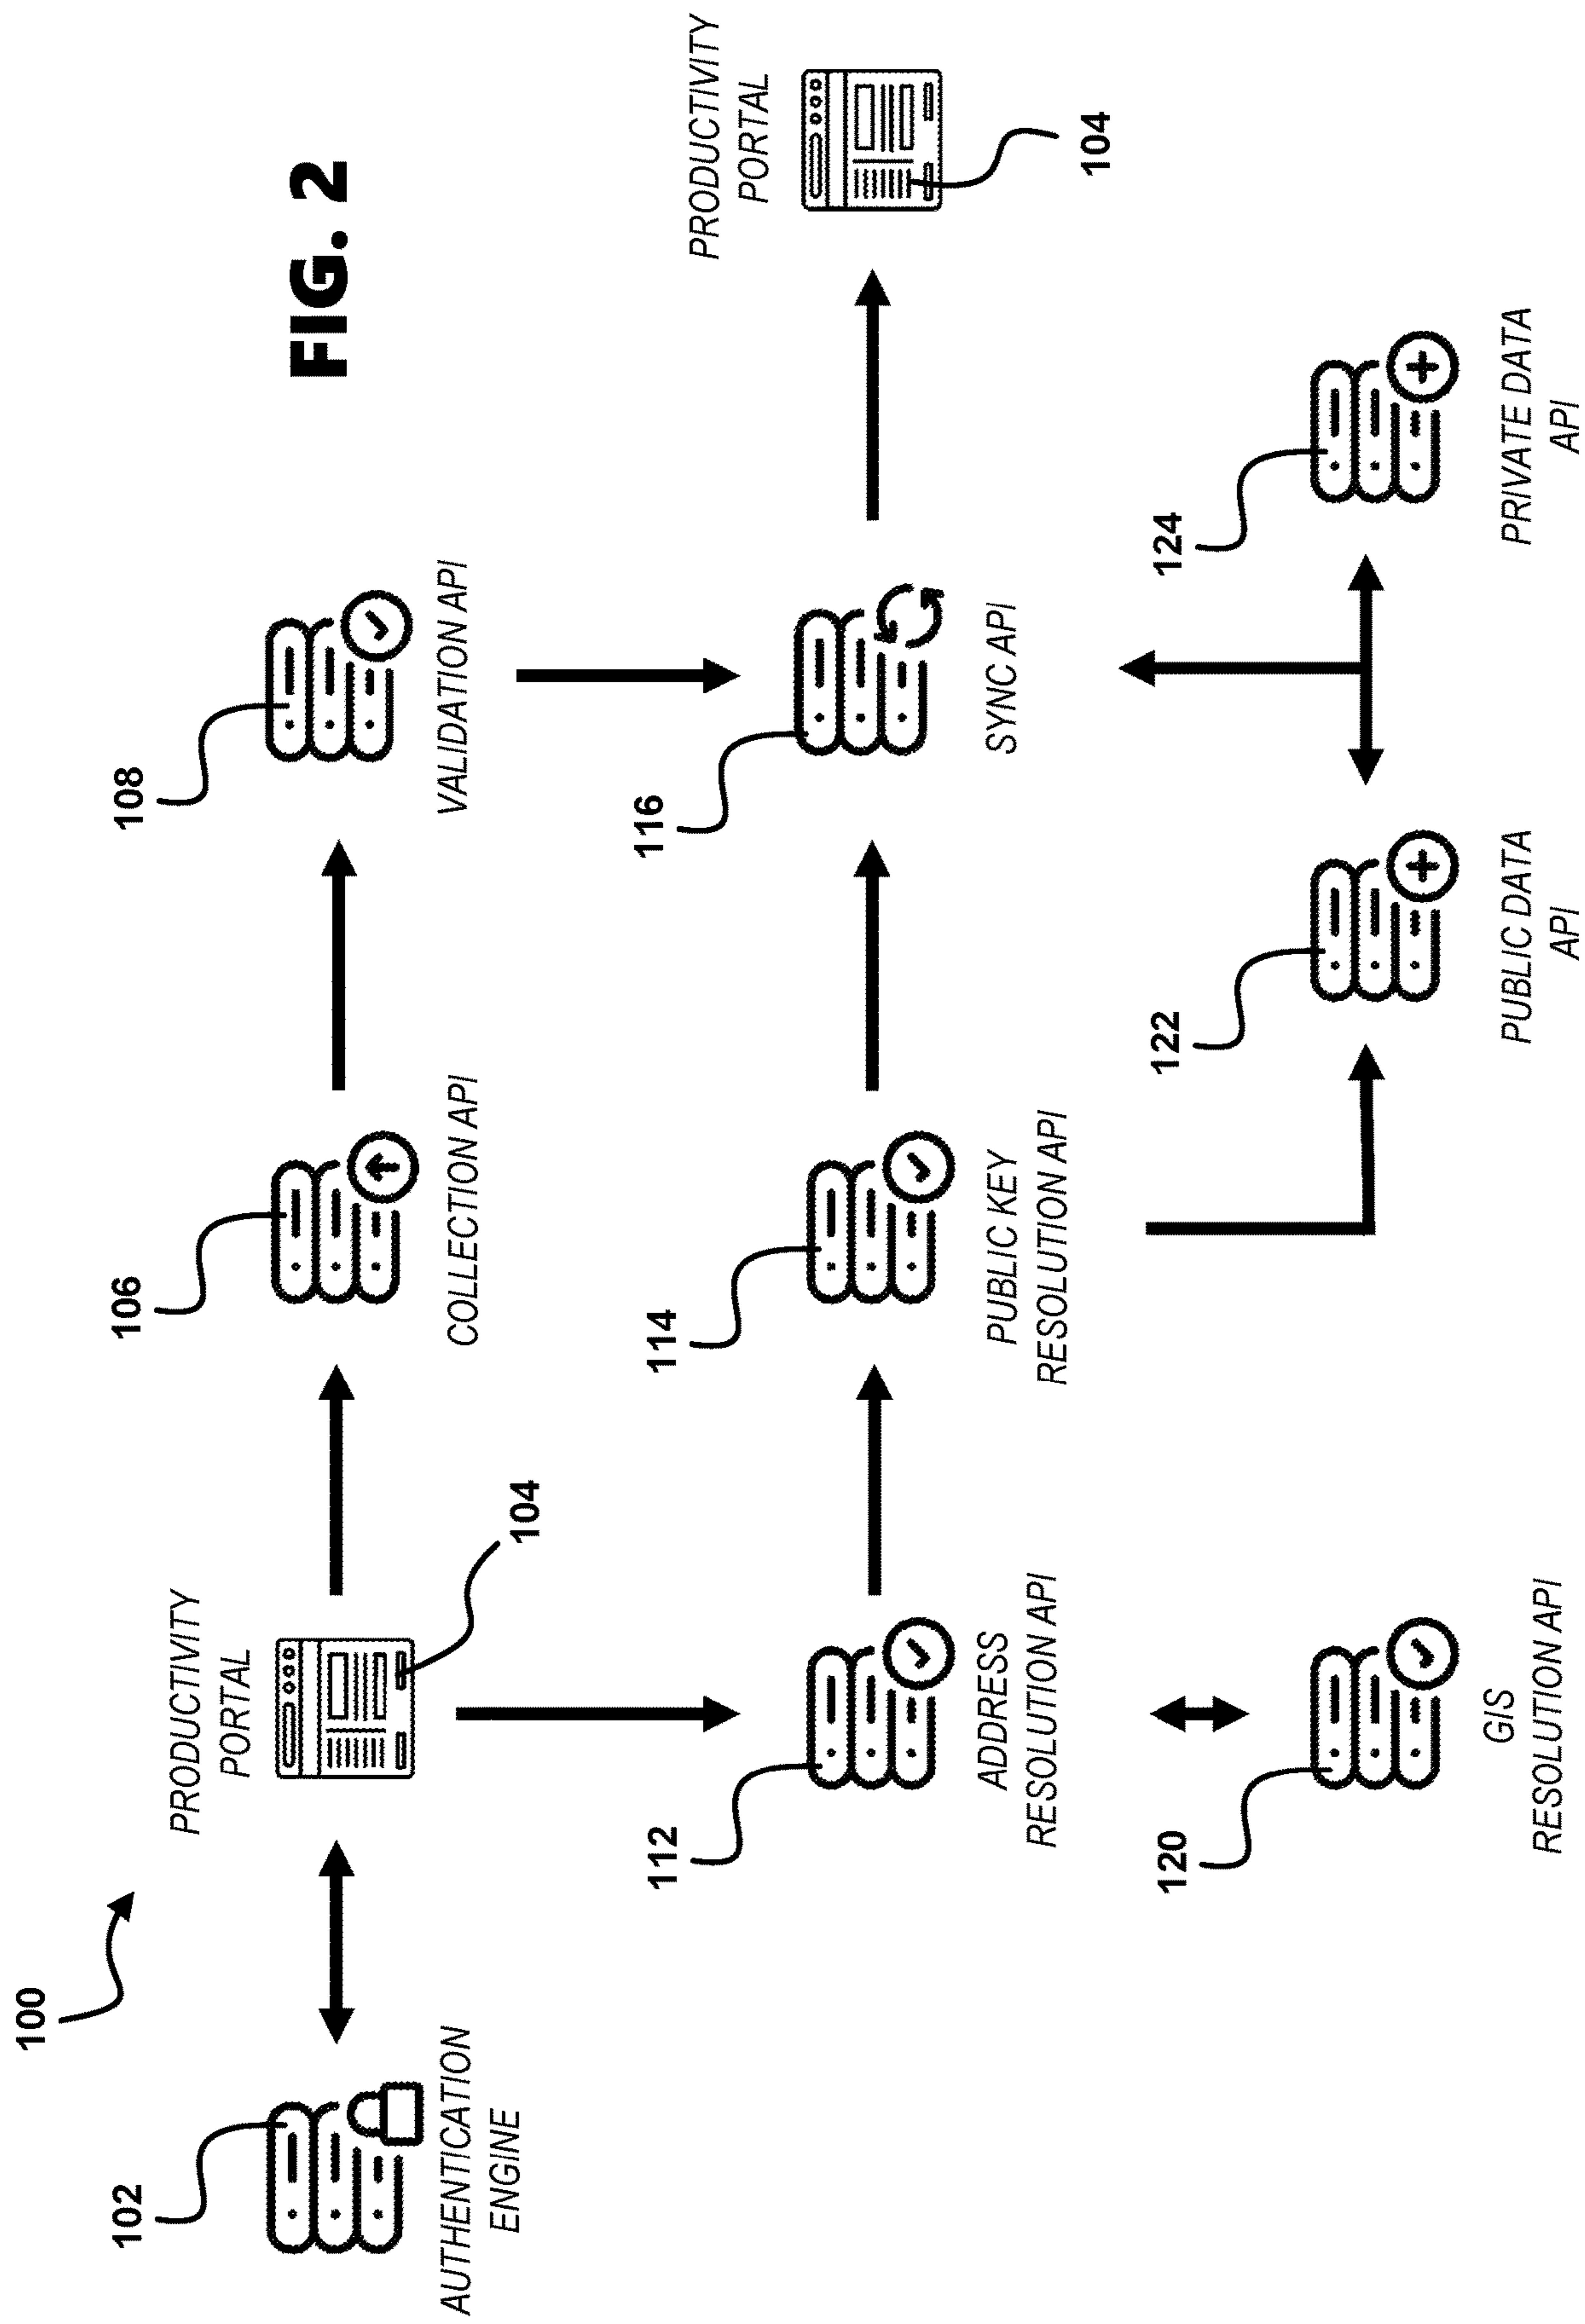 FIG. 2
100
102
AUTHENTICATION
ENGINE
PRODUCTIVITY
PORTAL
104
106
COLLECTION API
108
VALIDATION API
112
ADDRESS
RESOLUTION API
114
PUBLIC KEY
RESOLUTION API
116
SYNC API
PRODUCTIVITY
PORTAL
104
120
GIS
RESOLUTION API
122
PUBLIC DATA
API
124
PRIVATE DATA
API